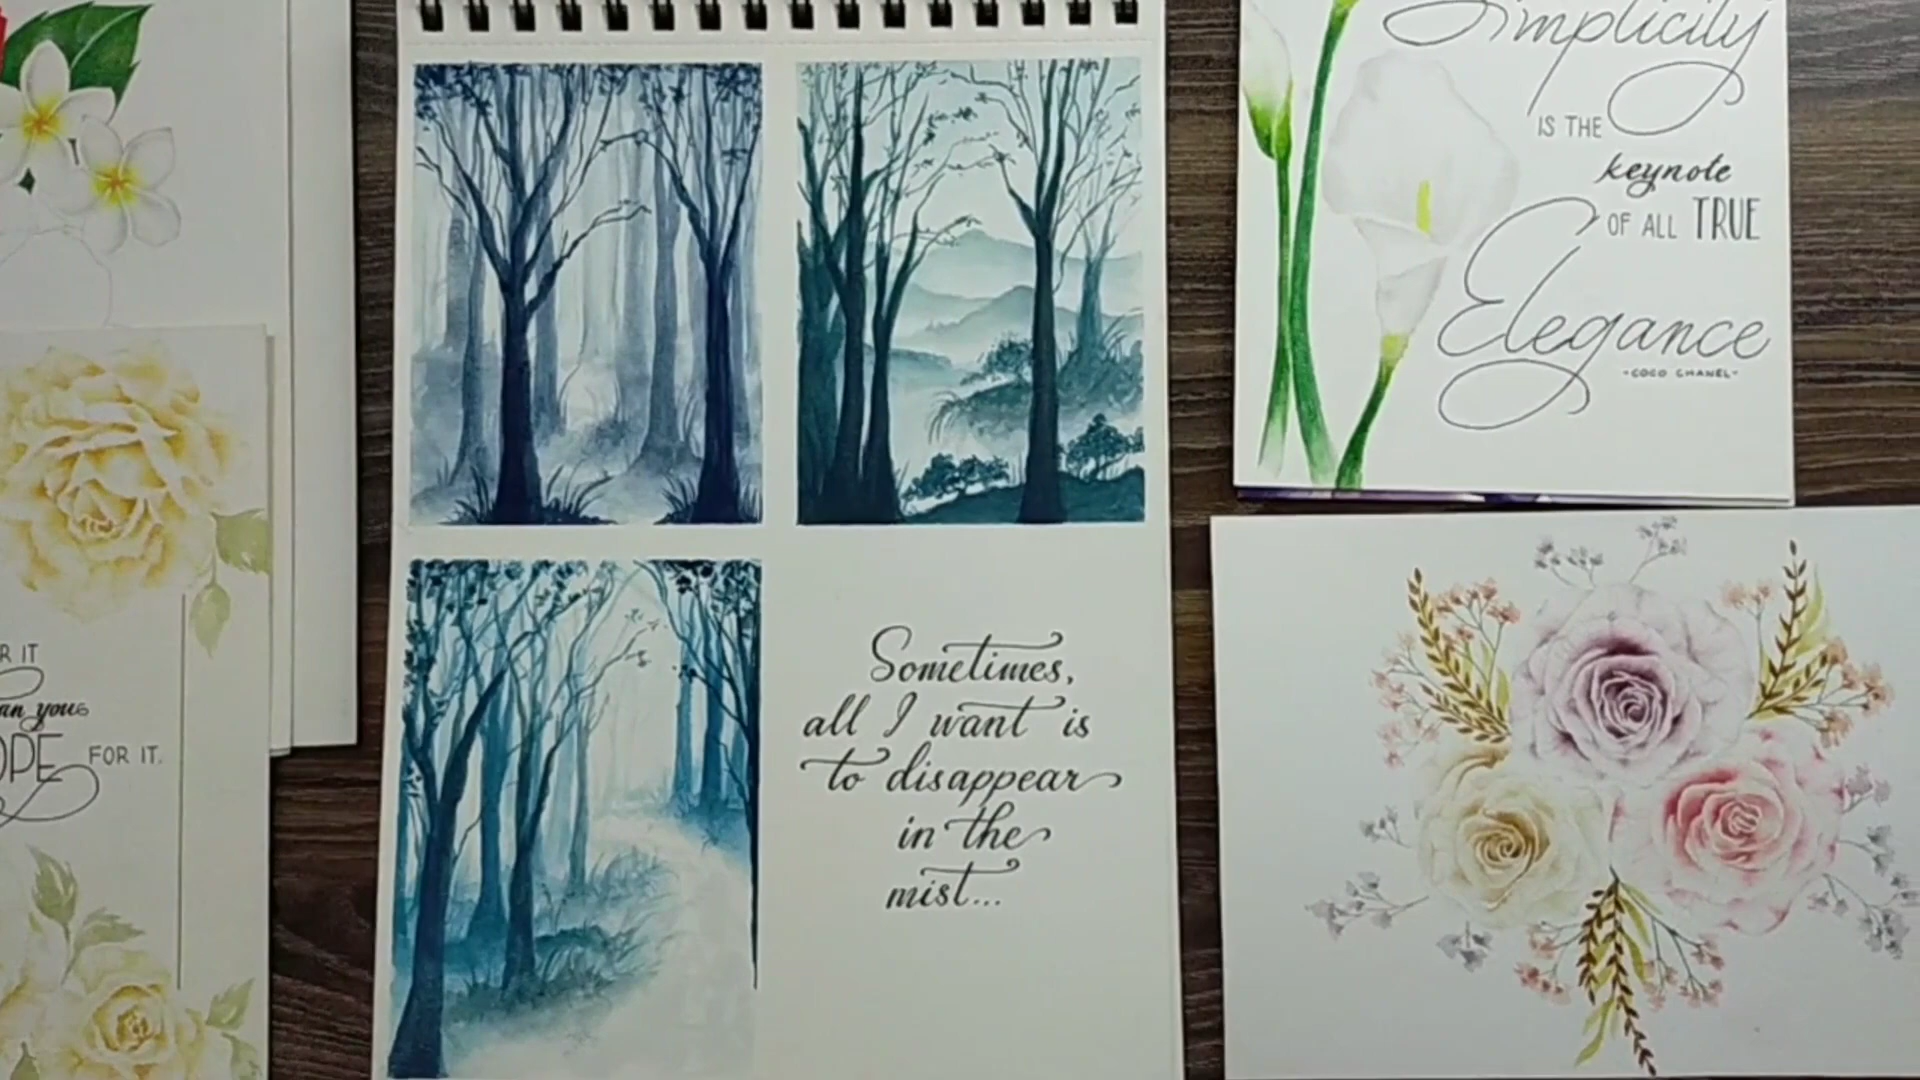 R IT
an you
OPE FOR IT.
Sometimes,
all I want is
to disappear
in the
mist...
Simplicity
IS THE
keynote
OF ALL TRUE
Elegance
-COCO CHANEL-